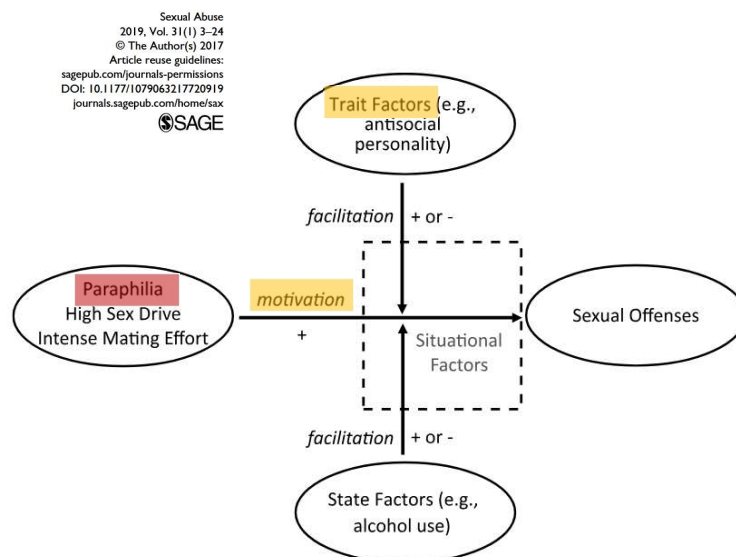 Sexual Abuse
2019, Vol. 31(1) 3–24
© The Author(s) 2017
Article reuse guidelines:
sagepub.com/journals-permissions
DOI: 10.1177/1079063217720919
journals.sagepub.com/home/sax
SAGE
Trait Factors (e.g.,
antisocial
personality)
facilitation + or -
Paraphilia
High Sex Drive
Intense Mating Effort
motivation
+
Situational
Factors
Sexual Offenses
facilitation + or -
State Factors (e.g.,
alcohol use)